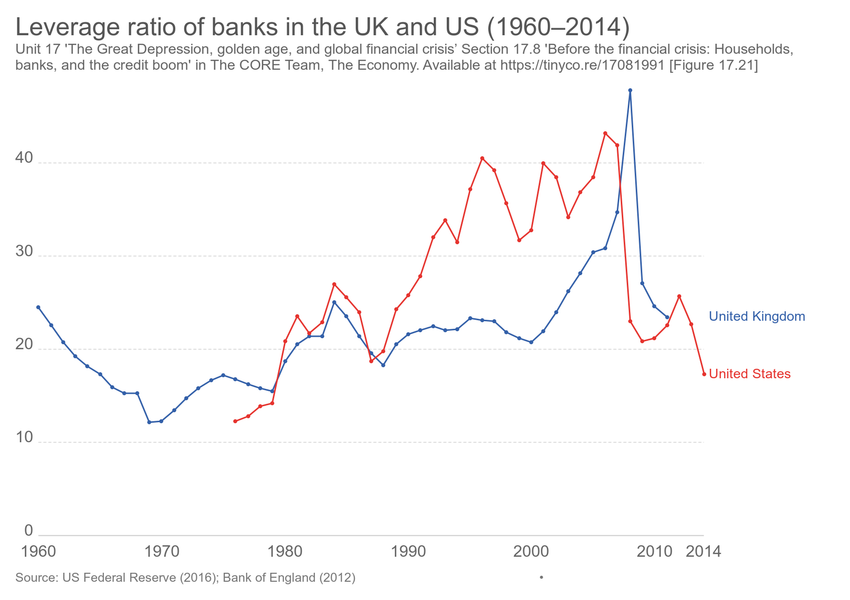 Leverage ratio of banks in the UK and US (1960–2014)
Unit 17 'The Great Depression, golden age, and global financial crisis’ Section 17.8 'Before the financial crisis: Households,
banks, and the credit boom' in The CORE Team, The Economy. Available at https://tinyco.re/17081991 [Figure 17.21]
40
30
United Kingdom
20
United States
10
0
1960 1970 1980 1990 2000 2010 2014
Source: US Federal Reserve (2016); Bank of England (2012)